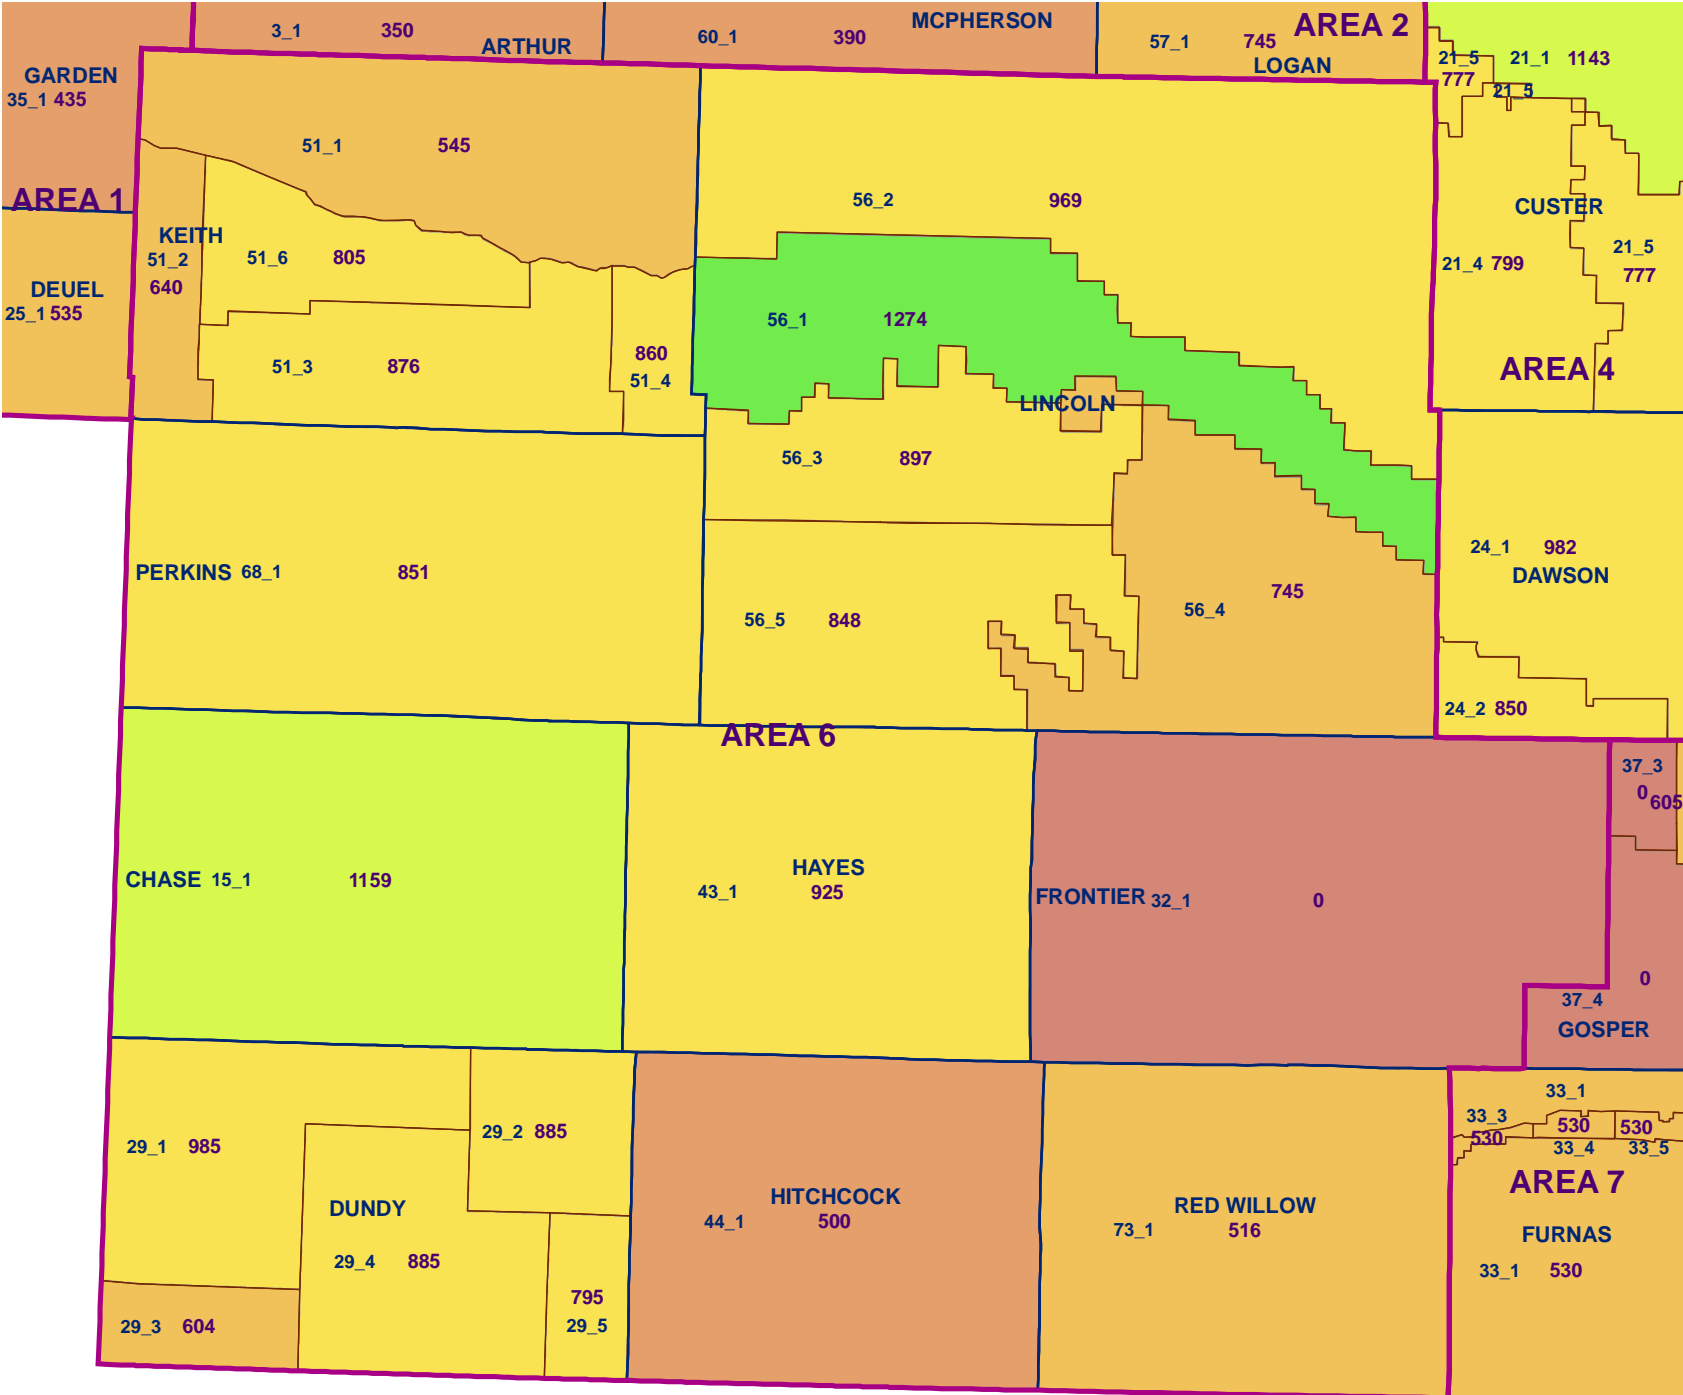 MCPHERSON
AREA 2
3_1 350
ARTHUR
60_1 390
57_1 745
LOGAN
21_5
777
21_1 1143
21_5
GARDEN
35_1 435
51_1 545
AREA 1
56_2 969
CUSTER
KEITH
51_2
640
51_6 805
21_4 799
21_5
777
DEUEL
25_1 535
56_1 1274
51_3 876
860
51_4
AREA 4
LINCOLN
56_3 897
PERKINS 68_1 851
24_1 982
DAWSON
56_5 848
56_4 745
24_2 850
AREA 6
37_3
0
605
CHASE 15_1 1159
HAYES
43_1 925
FRONTIER 32_1 0
0
37_4
GOSPER
33_1
33_3
530
530
530
33_4
33_5
29_1 985
29_2 885
AREA 7
DUNDY
HITCHCOCK
44_1 500
RED WILLOW
73_1 516
FURNAS
29_4 885
33_1 530
795
29_5
29_3 604